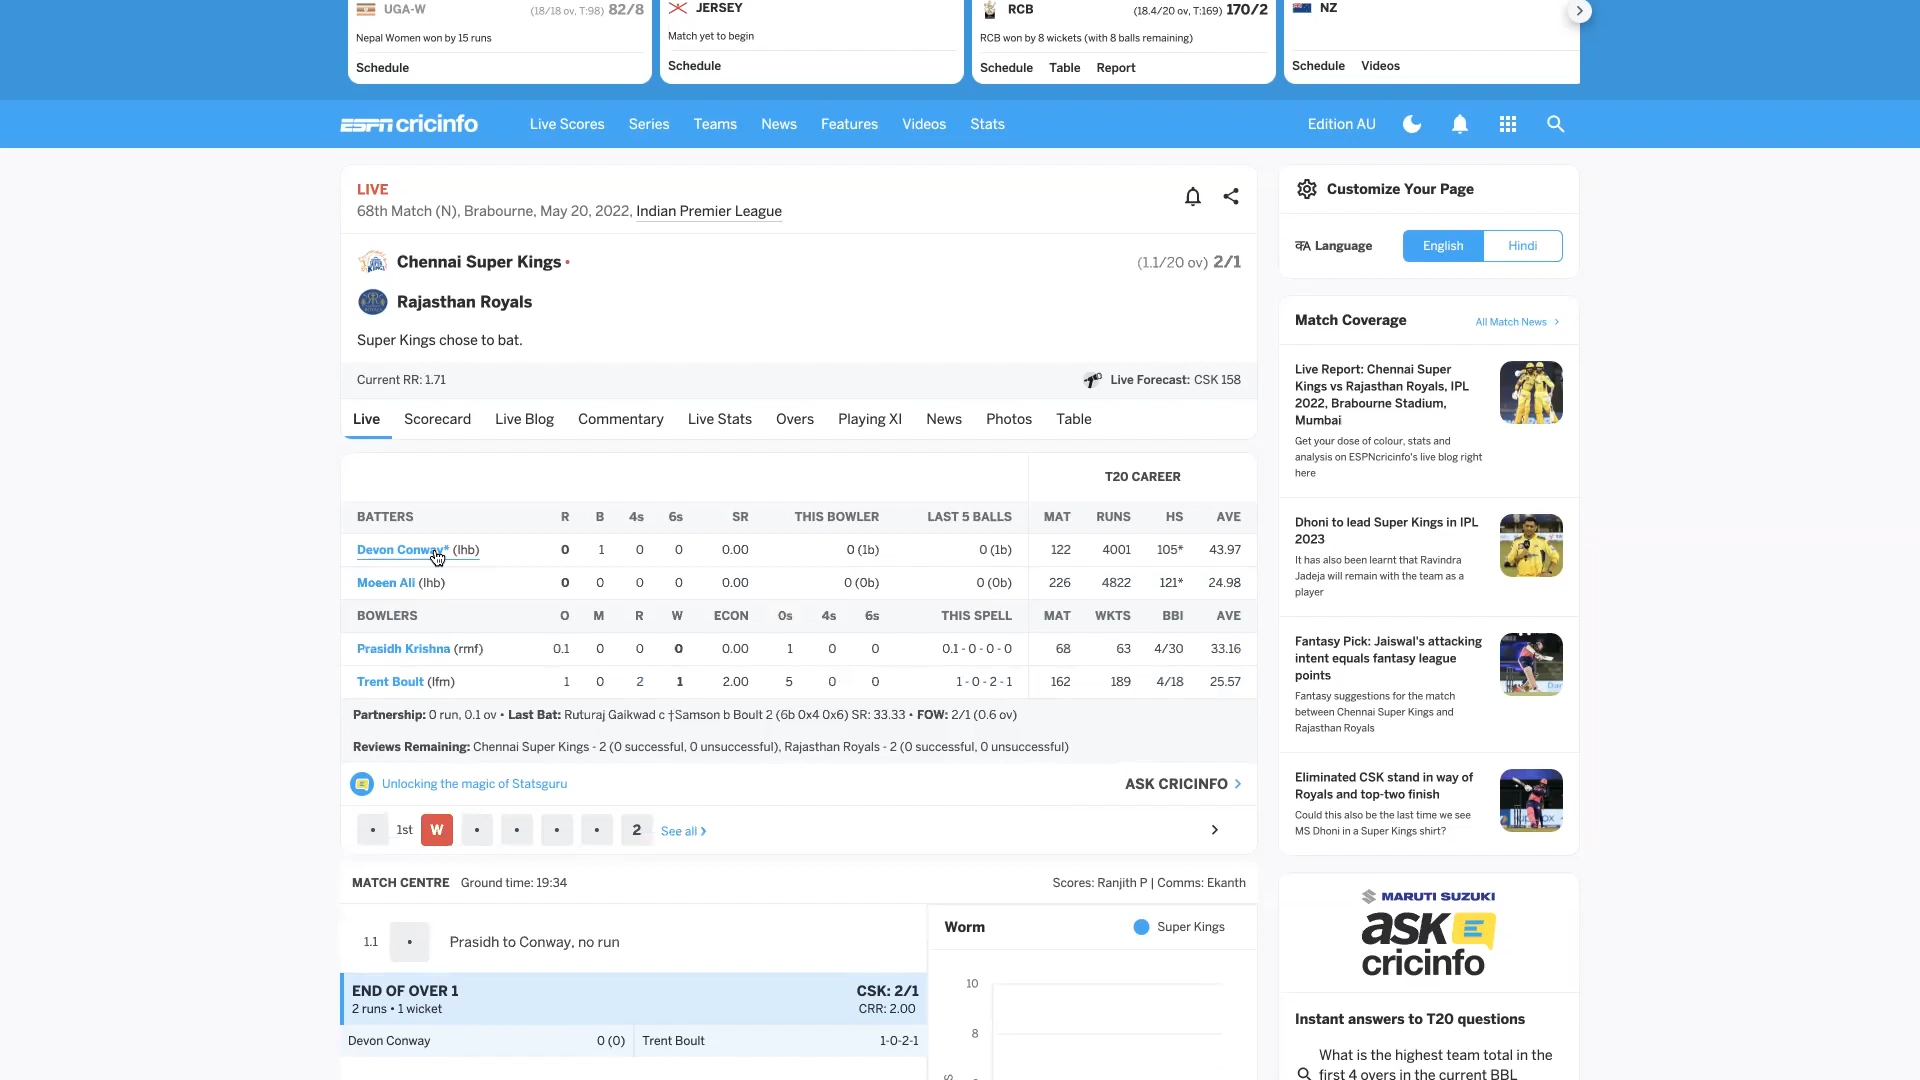 UGA-W (18/18 ov, T:98) 82/8
Nepal Women won by 15 runs
Schedule
JERSEY
Match yet to begin
Schedule
RCB (18.4/20 ov, T:169) 170/2
RCB won by 8 wickets (with 8 balls remaining)
Schedule Table Report
NZ
Schedule Videos
ESPN cricinfo Live Scores Series Teams News Features Videos Stats Edition AU
LIVE
68th Match (N), Brabourne, May 20, 2022, Indian Premier League
Chennai Super Kings • (1.1/20 ov) 2/1
Rajasthan Royals
Super Kings chose to bat.
Current RR: 1.71 Live Forecast: CSK 158
Live Scorecard Live Blog Commentary Live Stats Overs Playing XI News Photos Table
T20 CAREER
BATTERS R B 4s 6s SR THIS BOWLER LAST 5 BALLS MAT RUNS HS AVE
Devon Conway* (lhb) 0 1 0 0 0.00 0 (1b) 0 (1b) 122 4001 105* 43.97
Moeen Ali (lhb) 0 0 0 0 0.00 0 (0b) 0 (0b) 226 4822 121* 24.98
BOWLERS O M R W ECON 0s 4s 6s THIS SPELL MAT WKTS BBI AVE
Prasidh Krishna (rmf) 0.1 0 0 0 0.00 1 0 0 0.1 - 0 - 0 - 0 68 63 4/30 33.16
Trent Boult (lfm) 1 0 2 1 2.00 5 0 0 1 - 0 - 2 - 1 162 189 4/18 25.57
Partnership: 0 run, 0.1 ov • Last Bat: Ruturaj Gaikwad c †Samson b Boult 2 (6b 0x4 0x6) SR: 33.33 • FOW: 2/1 (0.6 ov)
Reviews Remaining: Chennai Super Kings - 2 (0 successful, 0 unsuccessful), Rajasthan Royals - 2 (0 successful, 0 unsuccessful)
Unlocking the magic of Statsguru ASK CRICINFO
• 1st W • • • • 2 See all
MATCH CENTRE Ground time: 19:34 Scores: Ranjith P | Comms: Ekanth
1.1 • Prasidh to Conway, no run
END OF OVER 1 CSK: 2/1
2 runs • 1 wicket CRR: 2.00
Devon Conway 0 (0) Trent Boult 1-0-2-1
Worm Super Kings
10
8
Customize Your Page
Language English Hindi
Match Coverage All Match News
Live Report: Chennai Super
Kings vs Rajasthan Royals, IPL
2022, Brabourne Stadium,
Mumbai
Get your dose of colour, stats and
analysis on ESPNcricinfo's live blog right
here
Dhoni to lead Super Kings in IPL
2023
It has also been learnt that Ravindra
Jadeja will remain with the team as a
player
Fantasy Pick: Jaiswal's attacking
intent equals fantasy league
points
Fantasy suggestions for the match
between Chennai Super Kings and
Rajasthan Royals
Eliminated CSK stand in way of
Royals and top-two finish
Could this also be the last time we see
MS Dhoni in a Super Kings shirt?
MARUTI SUZUKI
ask
cricinfo
Instant answers to T20 questions
What is the highest team total in the
first 4 overs in the current BBL